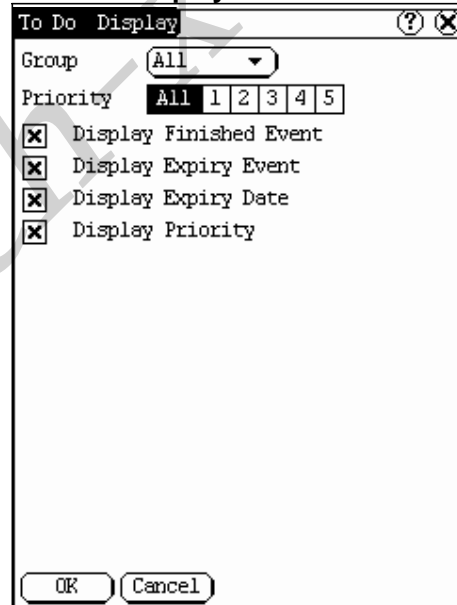 To Do Display ?
Group All
Priority All 1 2 3 4 5
Display Finished Event
Display Expiry Event
Display Expiry Date
Display Priority
OK Cancel